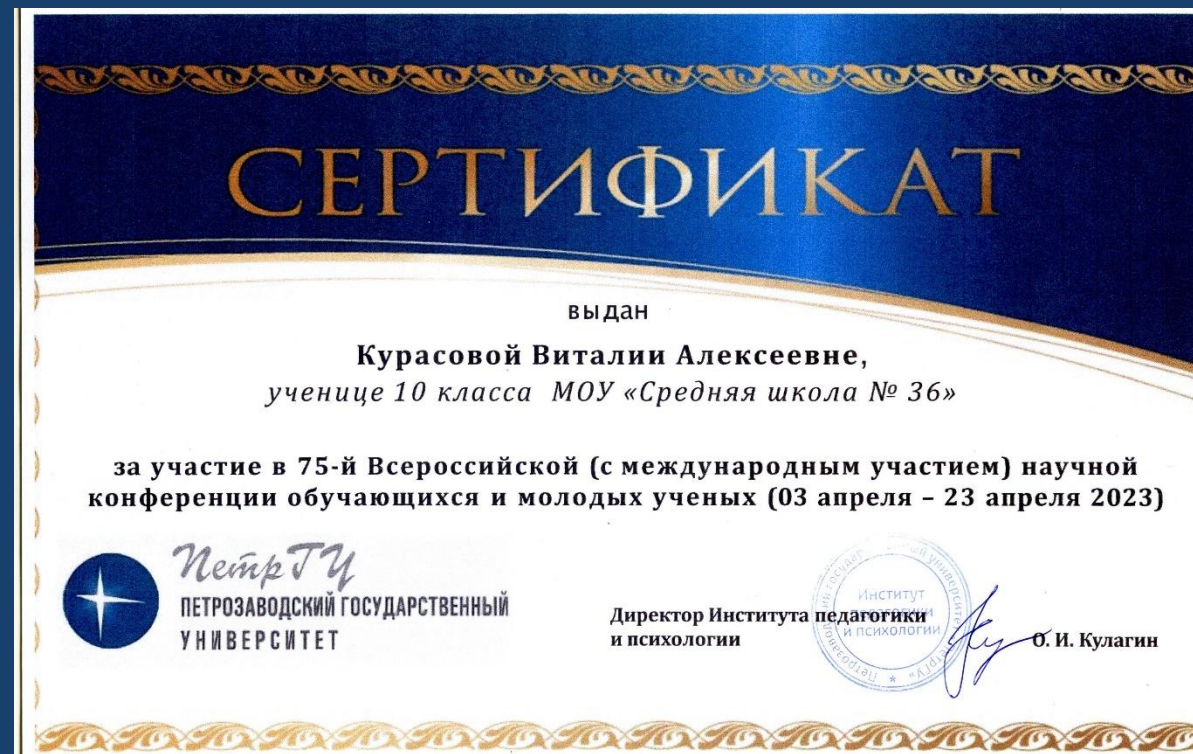 СЕРТИФИКАТ
выдан
Курасовой Виталии Алексеевне,
ученице 10 класса МОУ «Средняя школа № 36»
за участие в 75-й Всероссийской (с международным участием) научной
конференции обучающихся и молодых ученых (03 апреля – 23 апреля 2023)
ПетрГУ
ПЕТРОЗАВОДСКИЙ ГОСУДАРСТВЕННЫЙ
УНИВЕРСИТЕТ
Директор Института педагогики
и психологии
Институт
педагогики
и психологии
О. И. Кулагин